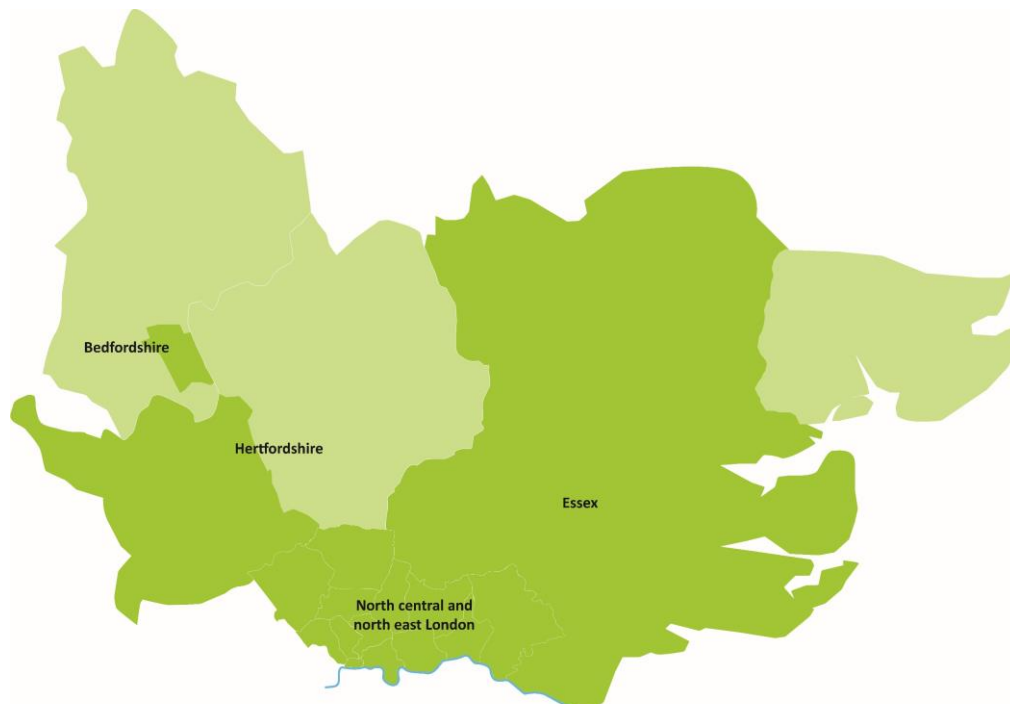 Bedfordshire
Hertfordshire
Essex
North central and
north east London